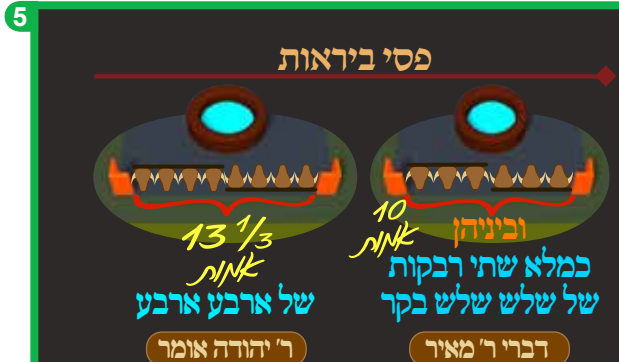 5
פסי ביראות
וביניהן
10
אמות
כמלא שתי רבקות
של שלש שלש בקר
דברי ר' מאיר
13 1/3
אמות
של ארבע ארבע
ר' יהודה אומר